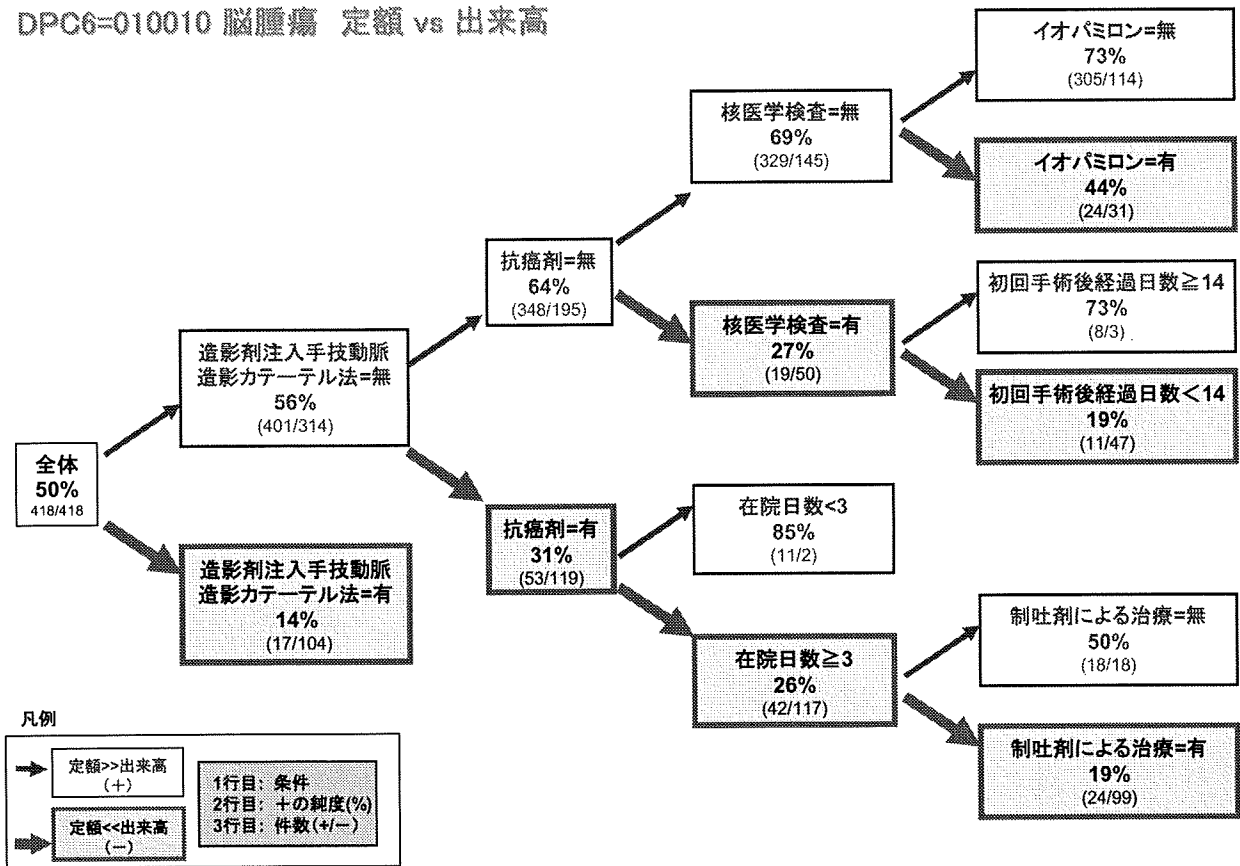 DPC6=010010 脳腫瘍 定額 vs 出来高
イオパミロン=無
73%
(305/114)
核医学検査=無
69%
(329/145)
イオパミロン=有
44%
(24/31)
抗癌剤=無
64%
(348/195)
初回手術後経過日数≧14
73%
(8/3)
核医学検査=有
27%
(19/50)
造影剤注入手技動脈
造影カテーテル法=無
56%
(401/314)
初回手術後経過日数<14
19%
(11/47)
全体
50%
418/418
在院日数<3
85%
(11/2)
抗癌剤=有
31%
(53/119)
造影剤注入手技動脈
造影カテーテル法=有
14%
(17/104)
制吐剤による治療=無
50%
(18/18)
在院日数≧3
26%
(42/117)
制吐剤による治療=有
19%
(24/99)
凡例
定額>>出来高
(+)
定額<<出来高
(−)
1行目: 条件
2行目: +の純度(%)
3行目: 件数(+/−)